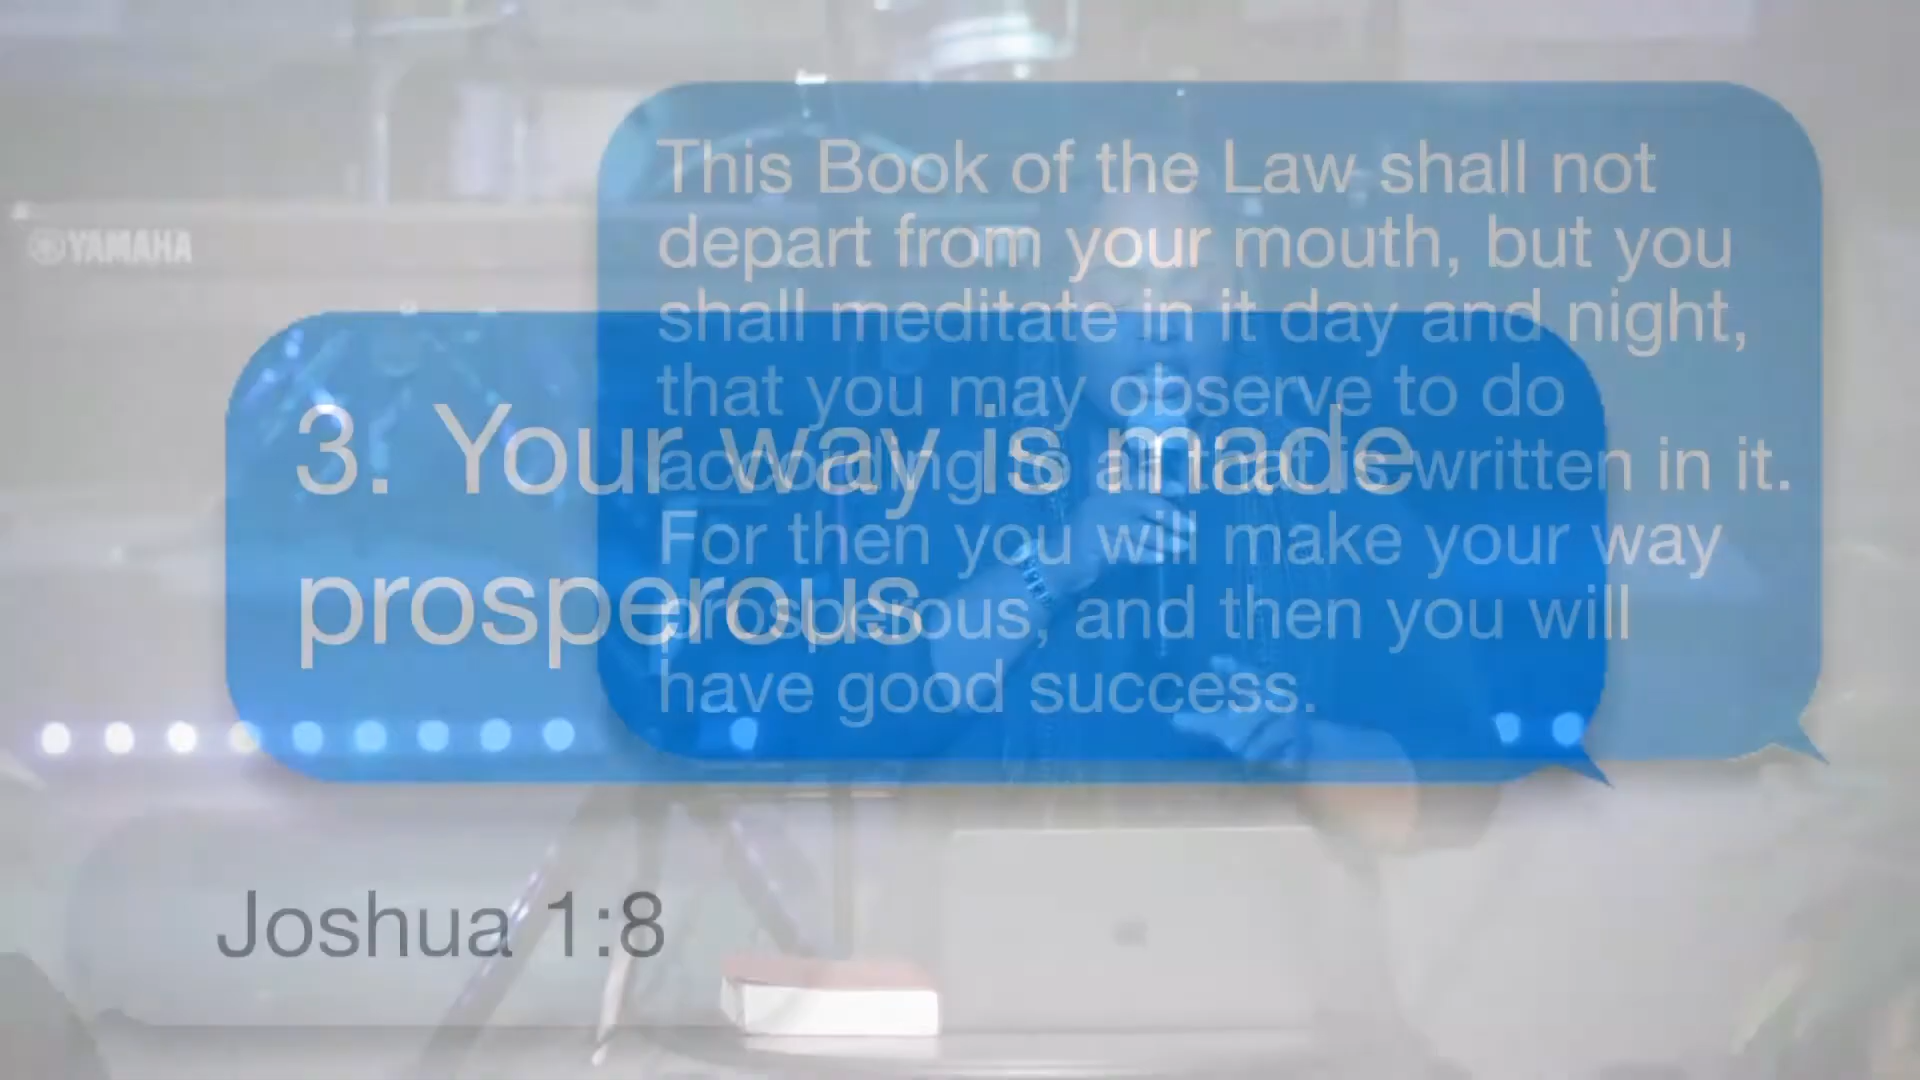 YAMAHA
This Book of the Law shall not
depart from your mouth, but you
shall meditate in it day and night,
that you may observe to do
according to all that is written in it.
For then you will make your way
prosperous, and then you will
have good success.
3. Your way is made
prosperous
Joshua 1:8